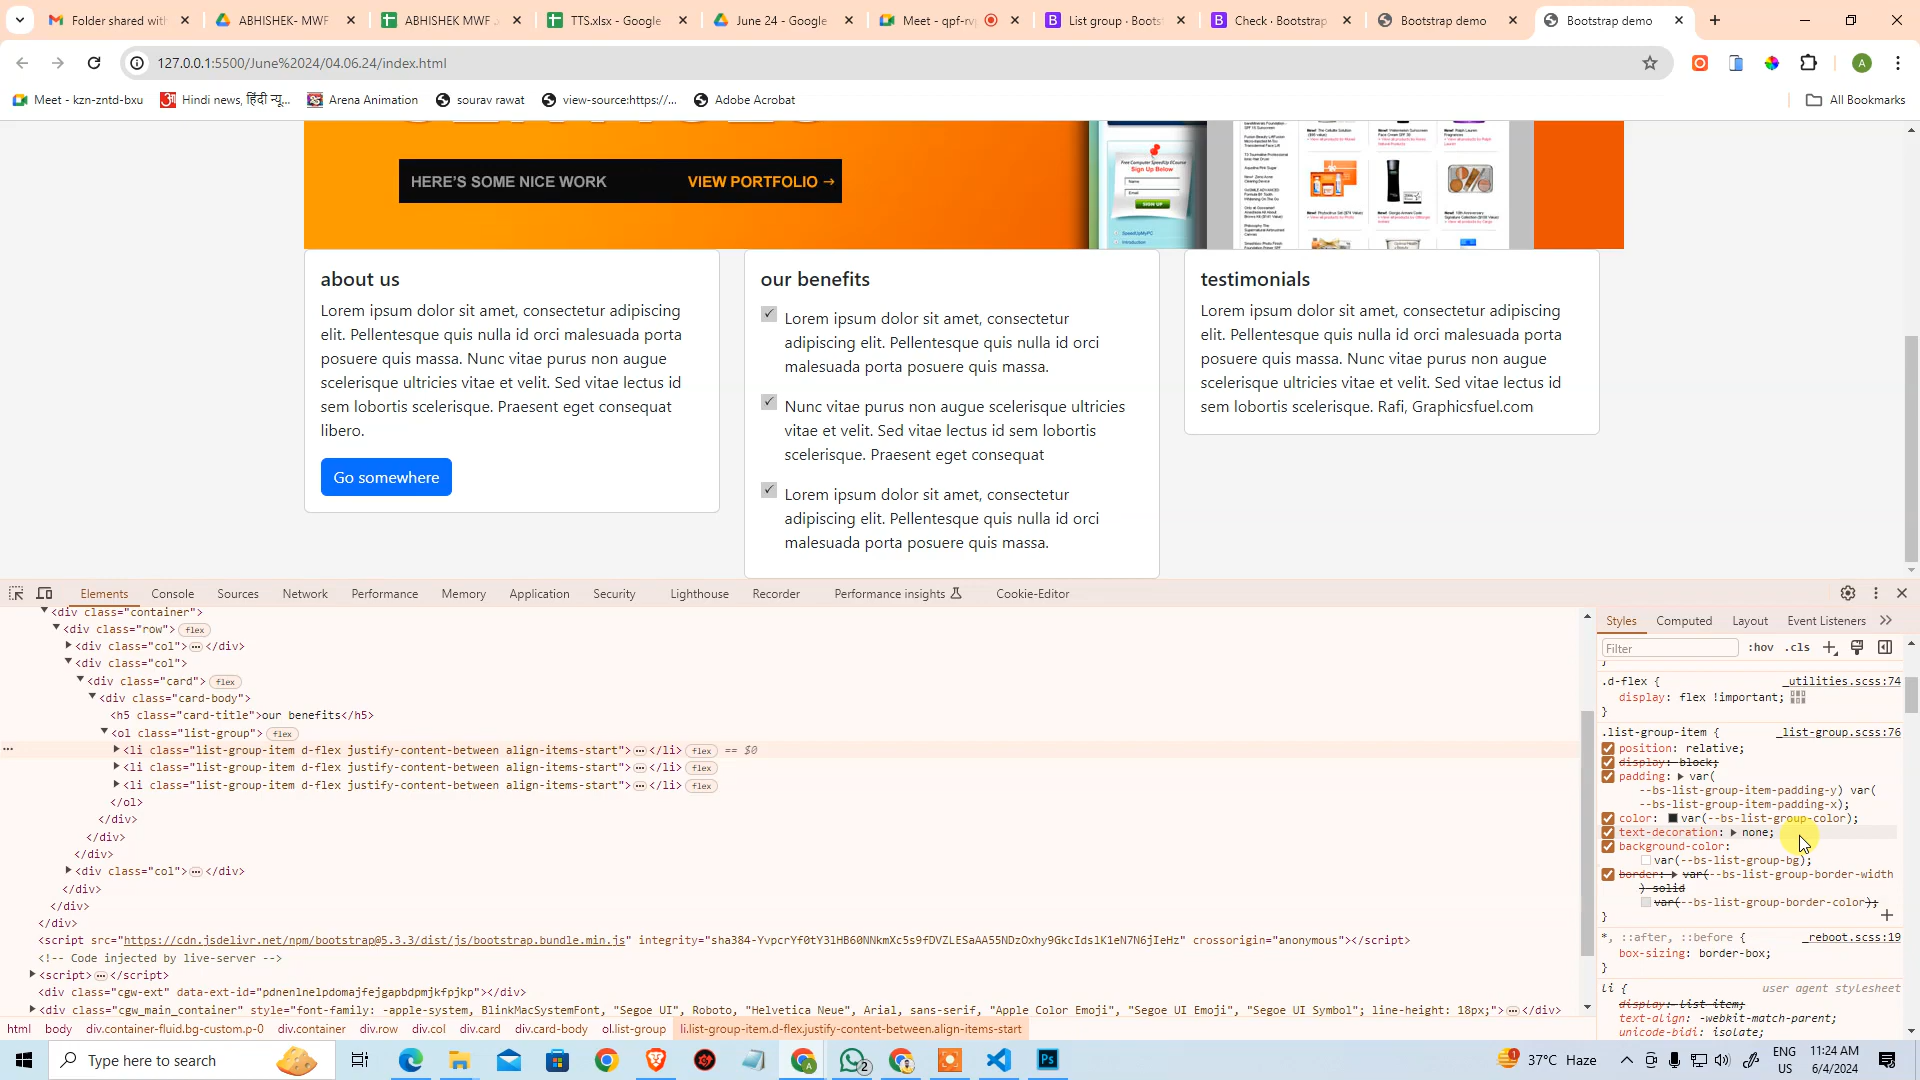 Folder shared with
ABHISHEK- MWF
ABHISHEK MWF
TTS.xlsx - Google
June 24 - Google
Meet - qpf-rvj
List group · Boots
Check · Bootstrap
Bootstrap demo
Bootstrap demo
127.0.0.1:5500/June%2024/04.06.24/index.html
A
Meet - kzn-zntd-bxu
Hindi news, हिंदी न्यू...
Arena Animation
sourav rawat
view-source:https://...
Adobe Acrobat
All Bookmarks
HERE'S SOME NICE WORK
VIEW PORTFOLIO →
Free Computer SpeedUp ECourse
Sign Up Below
SIGN UP
about us
Lorem ipsum dolor sit amet, consectetur adipiscing
elit. Pellentesque quis nulla id orci malesuada porta
posuere quis massa. Nunc vitae purus non augue
scelerisque ultricies vitae et velit. Sed vitae lectus id
sem lobortis scelerisque. Praesent eget consequat
libero.
Go somewhere
our benefits
Lorem ipsum dolor sit amet, consectetur
adipiscing elit. Pellentesque quis nulla id orci
malesuada porta posuere quis massa.
Nunc vitae purus non augue scelerisque ultricies
vitae et velit. Sed vitae lectus id sem lobortis
scelerisque. Praesent eget consequat
Lorem ipsum dolor sit amet, consectetur
adipiscing elit. Pellentesque quis nulla id orci
malesuada porta posuere quis massa.
testimonials
Lorem ipsum dolor sit amet, consectetur adipiscing
elit. Pellentesque quis nulla id orci malesuada porta
posuere quis massa. Nunc vitae purus non augue
scelerisque ultricies vitae et velit. Sed vitae lectus id
sem lobortis scelerisque. Rafi, Graphicsfuel.com
Elements
Console
Sources
Network
Performance
Memory
Application
Security
Lighthouse
Recorder
Performance insights
Cookie-Editor
<div class="container">
<div class="row"> flex
<div class="col"> ⋯ </div>
<div class="col">
<div class="card"> flex
<div class="card-body">
<h5 class="card-title">our benefits</h5>
<ol class="list-group"> flex
<li class="list-group-item d-flex justify-content-between align-items-start"> ⋯ </li> flex == $0
<li class="list-group-item d-flex justify-content-between align-items-start"> ⋯ </li> flex
<li class="list-group-item d-flex justify-content-between align-items-start"> ⋯ </li> flex
</ol>
</div>
</div>
</div>
<div class="col"> ⋯ </div>
</div>
</div>
</div>
<script src="https://cdn.jsdelivr.net/npm/bootstrap@5.3.3/dist/js/bootstrap.bundle.min.js" integrity="sha384-YvpcrYf0tY3lHB60NNkmXc5s9fDVZLESaAA55NDzOxhy9GkcIdslK1eN7N6jIeHz" crossorigin="anonymous"></script>
<!-- Code injected by live-server -->
<script> ⋯ </script>
<div class="cgw-ext" data-ext-id="pdnenlnelpdomajfejgapbdpmjkfpjkp"></div>
<div class="cgw_main_container" style="font-family: -apple-system, BlinkMacSystemFont, "Segoe UI", Roboto, "Helvetica Neue", Arial, sans-serif, "Apple Color Emoji", "Segoe UI Emoji", "Segoe UI Symbol"; line-height: 18px;"> ⋯ </div>
html body div.container-fluid.bg-custom.p-0 div.container div.row div.col div.card div.card-body ol.list-group li.list-group-item.d-flex.justify-content-between.align-items-start
Styles
Computed
Layout
Event Listeners
Filter
:hov .cls
}
.d-flex { _utilities.scss:74
display: flex !important;
}
.list-group-item { _list-group.scss:76
position: relative;
display: block;
padding: var(
--bs-list-group-item-padding-y) var(
--bs-list-group-item-padding-x);
color: var(--bs-list-group-color);
text-decoration: none;
background-color:
var(--bs-list-group-bg);
border: var(--bs-list-group-border-width
) solid
var(--bs-list-group-border-color);
}
*, ::after, ::before { _reboot.scss:19
box-sizing: border-box;
}
li { user agent stylesheet
display: list-item;
text-align: -webkit-match-parent;
unicode-bidi: isolate;
Type here to search
2
37°C Haze
ENG
US
11:24 AM
6/4/2024